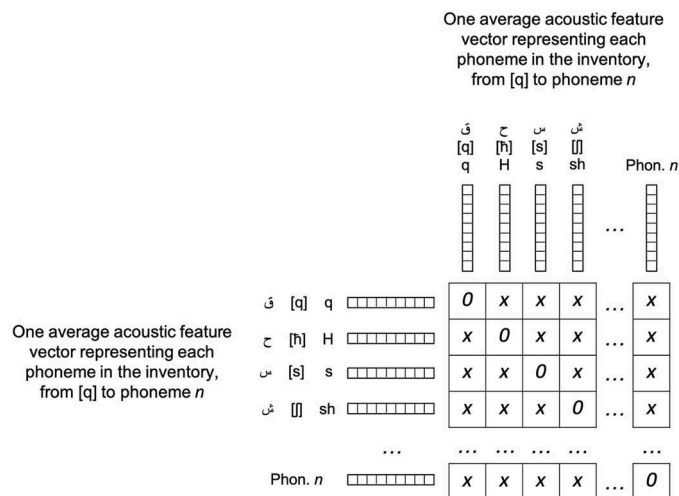 One average acoustic feature
vector representing each
phoneme in the inventory,
from [q] to phoneme n
ق ح س ش
[q] [ħ] [s] [ʃ]
q H s sh Phon. n
...
ق [q] q 0 x x x ... x
ح [ħ] H x 0 x x ... x
س [s] s x x 0 x ... x
ش [ʃ] sh x x x 0 ... x
One average acoustic feature
vector representing each
phoneme in the inventory,
from [q] to phoneme n
... ... ... ... ... ...
Phon. n x x x x ... 0